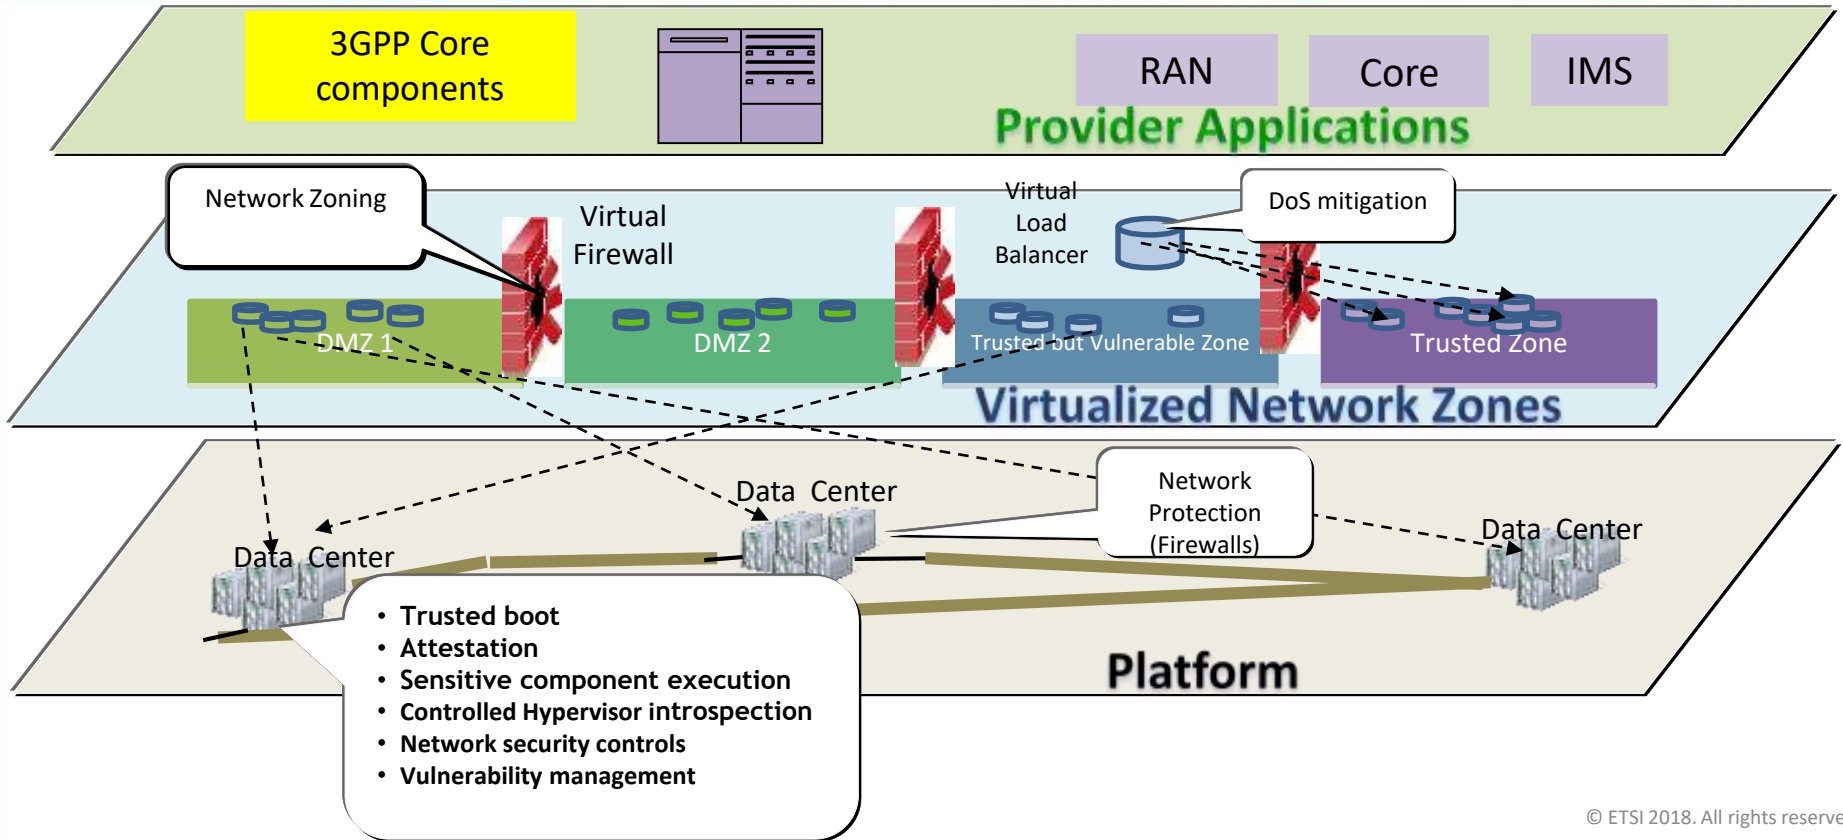 3GPP Core
components
RAN
Core
IMS
Provider Applications
Network Zoning
Virtual
Firewall
Virtual
Load
Balancer
DoS mitigation
DMZ 1
DMZ 2
Trusted but Vulnerable Zone
Trusted Zone
Virtualized Network Zones
Data Center
Data Center
Network
Protection
(Firewalls)
Data Center
• Trusted boot
• Attestation
• Sensitive component execution
• Controlled Hypervisor introspection
• Network security controls
• Vulnerability management
Platform
© ETSI 2018. All rights reserve